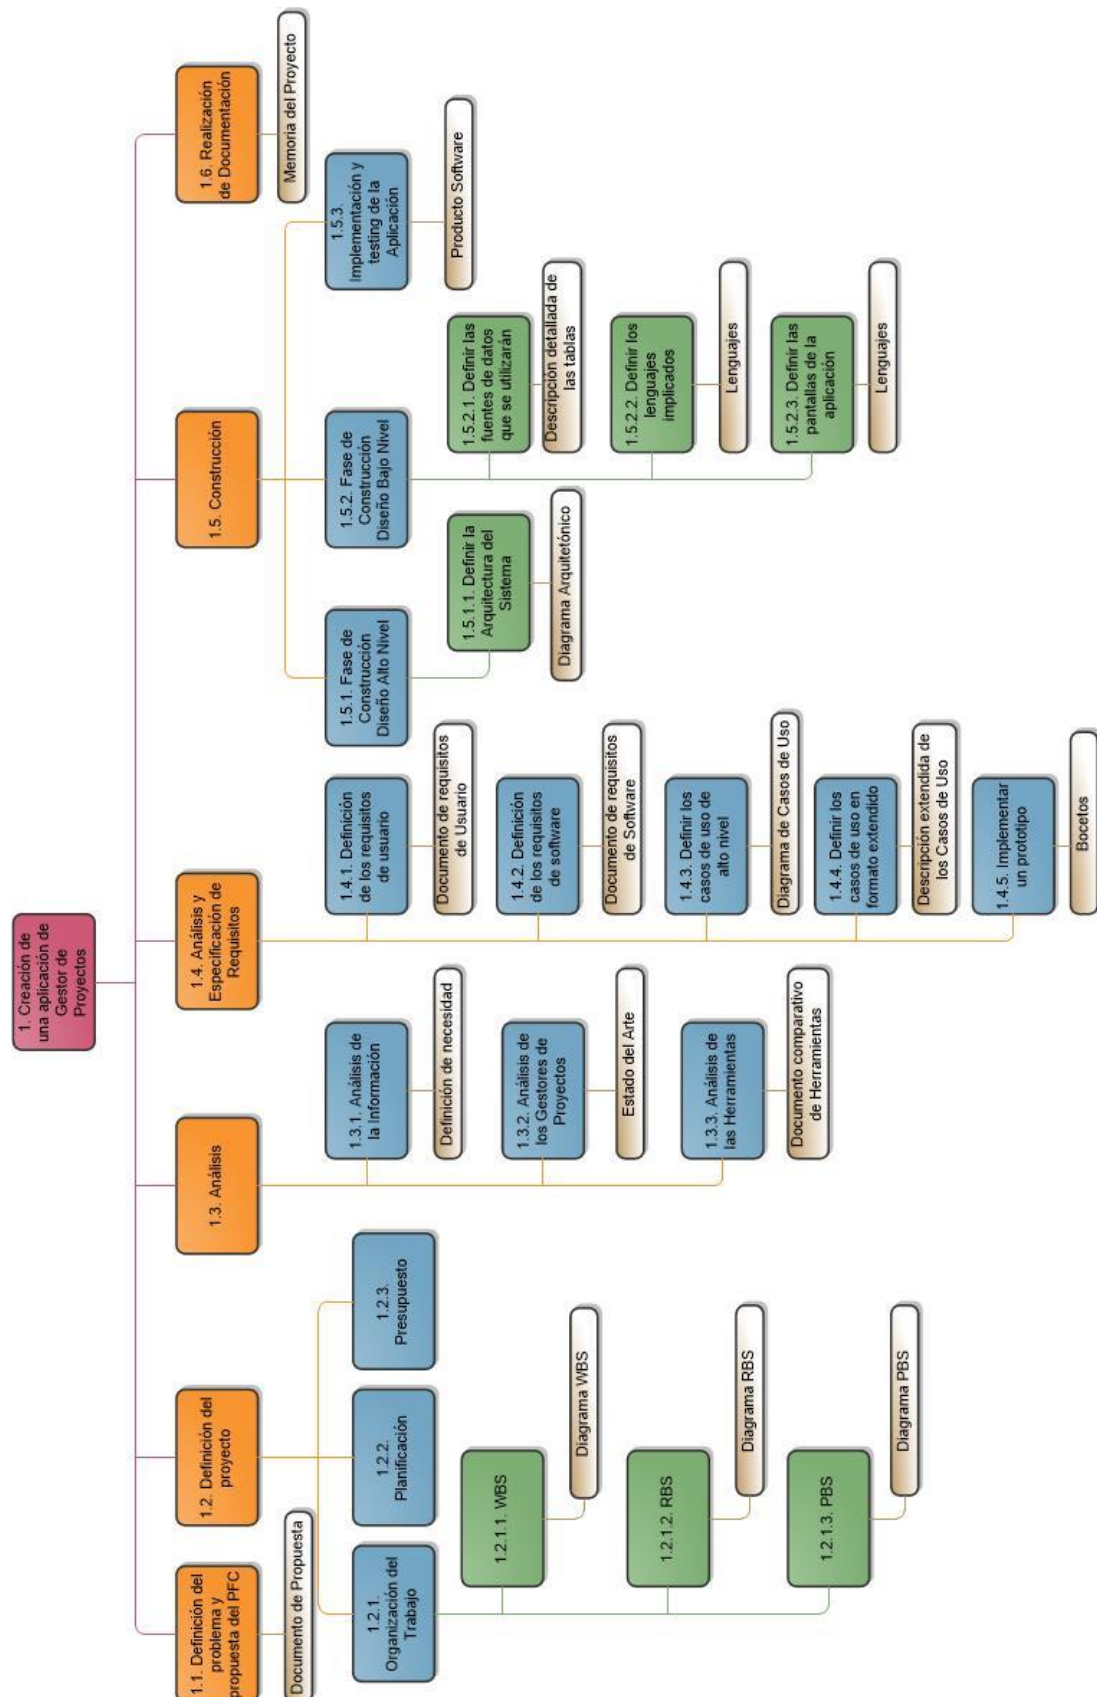 1. Creación de
una aplicación de
Gestor de
Proyectos
1.1. Definición del
problema y
propuesta del PFC
Documento de Propuesta
1.2. Definición del
proyecto
1.2.1.
Organización del
Trabajo
1.2.1.1. WBS
Diagrama WBS
1.2.1.2. RBS
Diagrama RBS
1.2.1.3. PBS
Diagrama PBS
1.2.2.
Planificación
1.2.3.
Presupuesto
1.3. Análisis
1.3.1. Análisis de
la Información
Definición de necesidad
1.3.2. Análisis de
los Gestores de
Proyectos
Estado del Arte
1.3.3. Análisis de
las Herramientas
Documento comparativo
de Herramientas
1.4. Análisis y
Especificación de
Requisitos
1.4.1. Definición
de los requisitos
de usuario
Documento de requisitos
de Usuario
1.4.2. Definición
de los requisitos
de software
Documento de requisitos
de Software
1.4.3. Definir los
casos de uso de
alto nivel
Diagrama de Casos de Uso
1.4.4. Definir los
casos de uso en
formato extendido
Descripción extendida de
los Casos de Uso
1.4.5. Implementar
un prototipo
Bocetos
1.5. Construcción
1.5.1. Fase de
Construcción
Diseño Alto Nivel
1.5.1.1. Definir la
Arquitectura del
Sistema
Diagrama Arquitetónico
1.5.2. Fase de
Construcción
Diseño Bajo Nivel
1.5.2.1. Definir las
fuentes de datos
que se utilizarán
Descripción detallada de
las tablas
1.5.2.2. Definir los
lenguajes
implicados
Lenguajes
1.5.2.3. Definir las
pantallas de la
aplicación
Lenguajes
1.5.3.
Implementación y
testing de la
Aplicación
Producto Software
1.6. Realización
de Documentación
Memoria del Proyecto